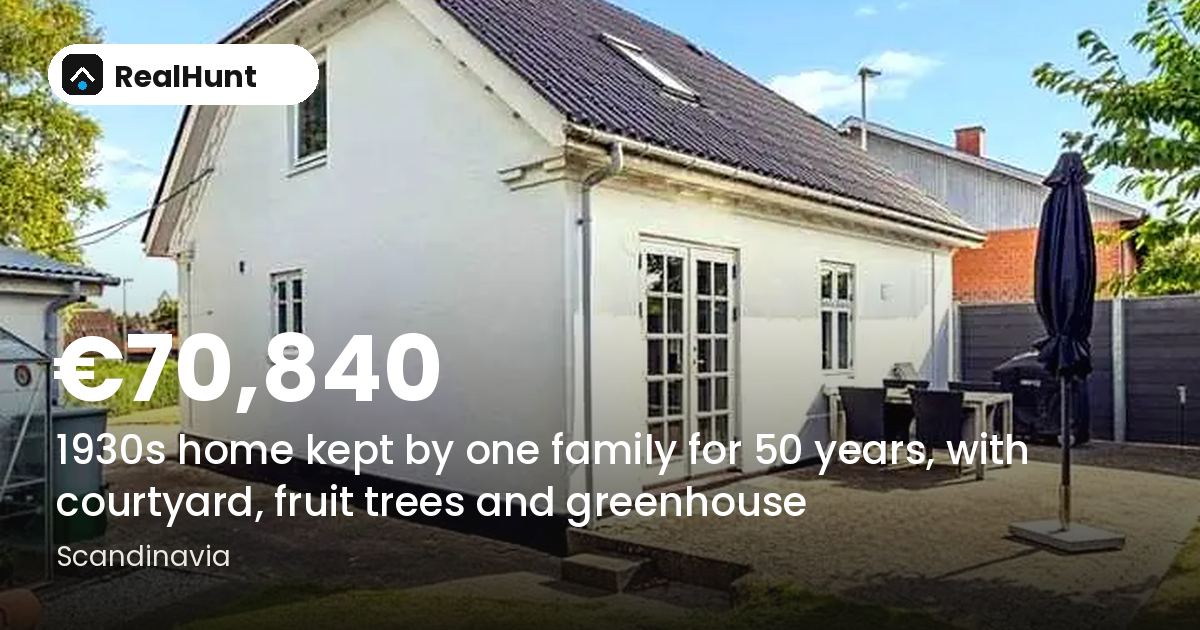 RealHunt
€70,840
1930s home kept by one family for 50 years, with
courtyard, fruit trees and greenhouse
Scandinavia